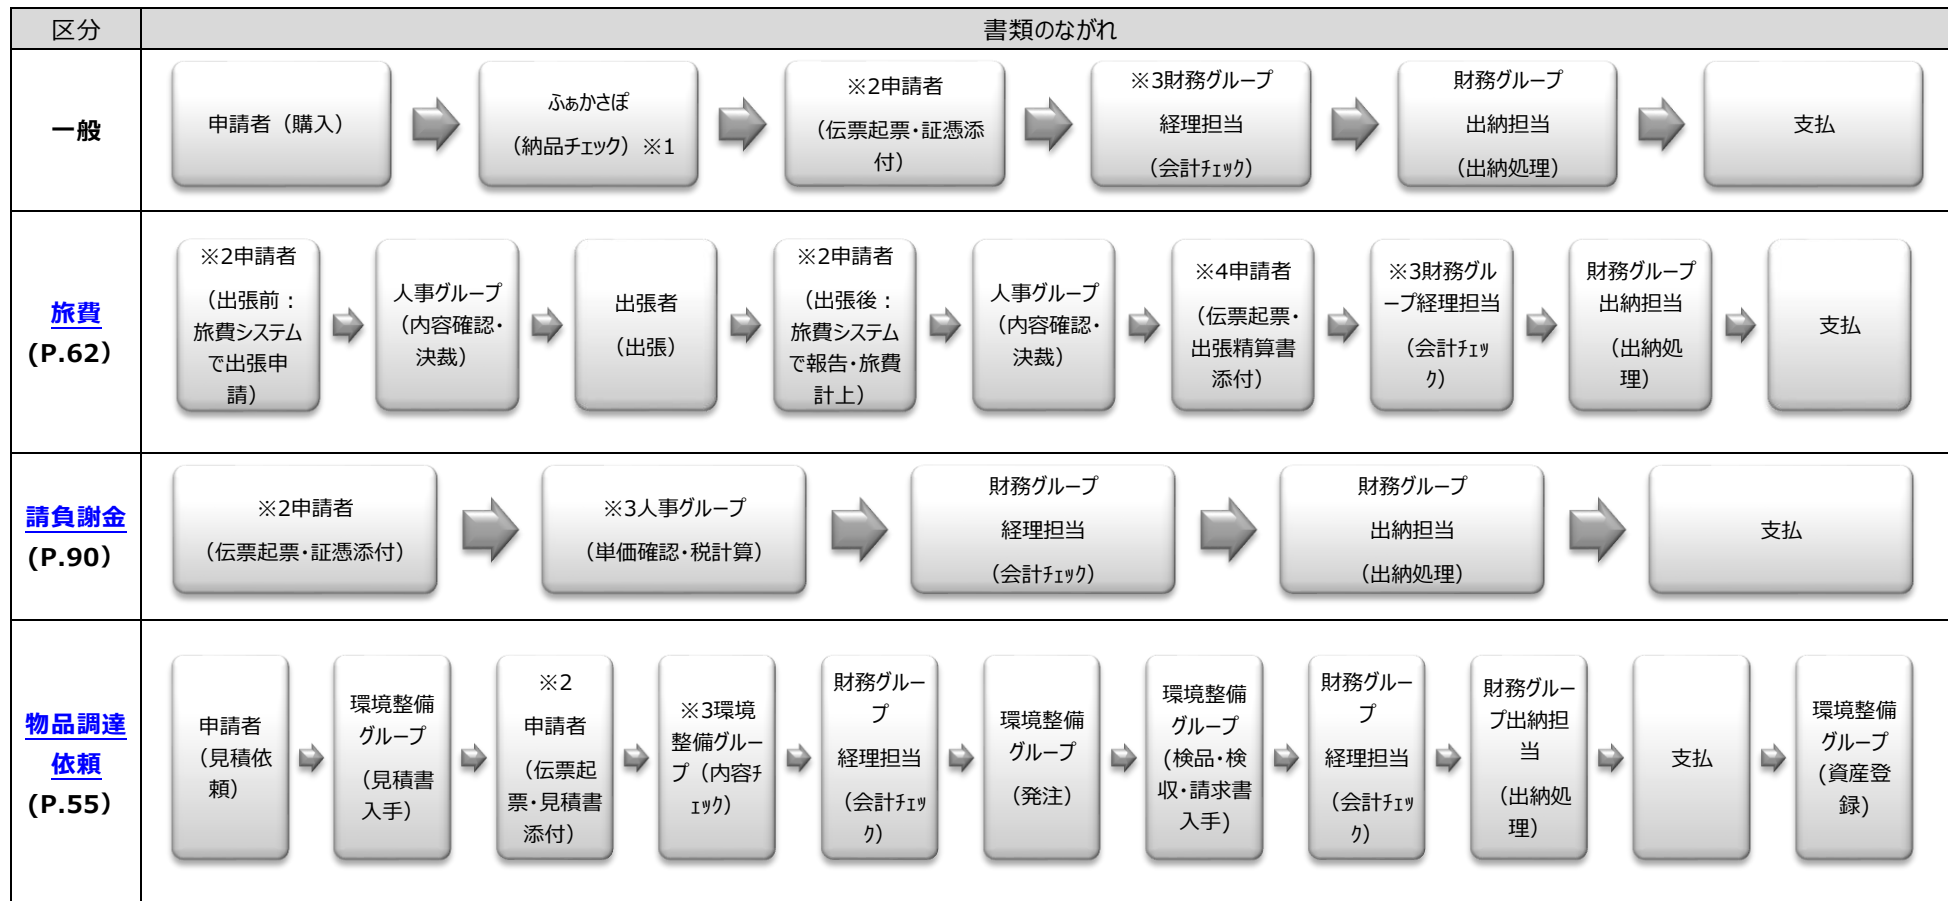 区分
書類のながれ
一般
申請者（購入）
ふぁかさぽ
（納品チェック）※1
※2申請者
（伝票起票・証憑添
付）
※3財務グループ
経理担当
（会計ﾁｪｯｸ）
財務グループ
出納担当
（出納処理）
支払
旅費
(P.62）
※2申請者
（出張前：
旅費システム
で出張申
請）
人事グループ
（内容確認・
決裁）
出張者
（出張）
※2申請者
（出張後：
旅費システム
で報告・旅費
計上）
人事グループ
（内容確認・
決裁）
※4申請者
（伝票起票・
出張精算書
添付）
※3財務グル
ープ経理担当
（会計ﾁｪｯ
ｸ）
財務グループ
出納担当
（出納処
理）
支払
請負謝金
(P.90）
※2申請者
（伝票起票・証憑添付）
※3人事グループ
（単価確認・税計算）
財務グループ
経理担当
（会計ﾁｪｯｸ）
財務グループ
出納担当
（出納処理）
支払
物品調達
依頼
(P.55）
申請者
（見積依
頼）
環境整備
グループ
（見積書
入手）
※2
申請者
（伝票起
票・見積書
添付）
※3環境
整備グルー
プ（内容ﾁ
ｪｯｸ）
財務グルー
プ
経理担当
（会計ﾁｪｯ
ｸ）
環境整備
グループ
（発注）
環境整備
グループ
(検品・検
収・請求書
入手)
財務グルー
プ
経理担当
（会計ﾁｪｯ
ｸ）
財務グルー
プ出納担
当
（出納処
理）
支払
環境整備
グループ
(資産登
録)